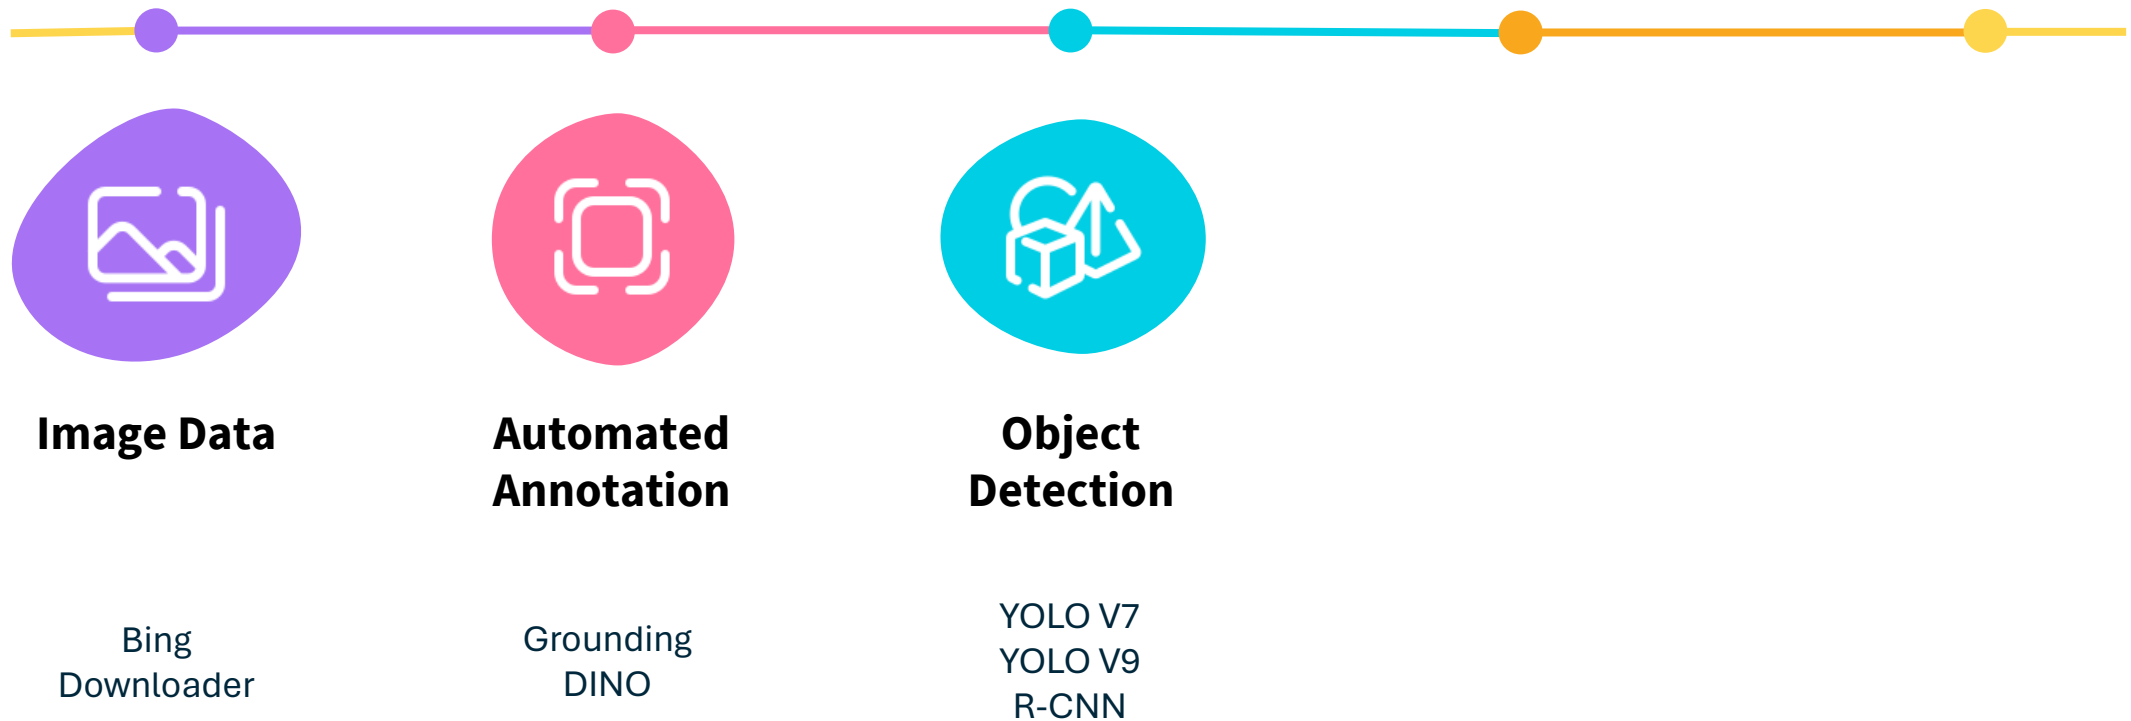 Image Data
Automated
Annotation
Object
Detection
Bing
Downloader
Grounding
DINO
YOLO V7
YOLO V9
R-CNN